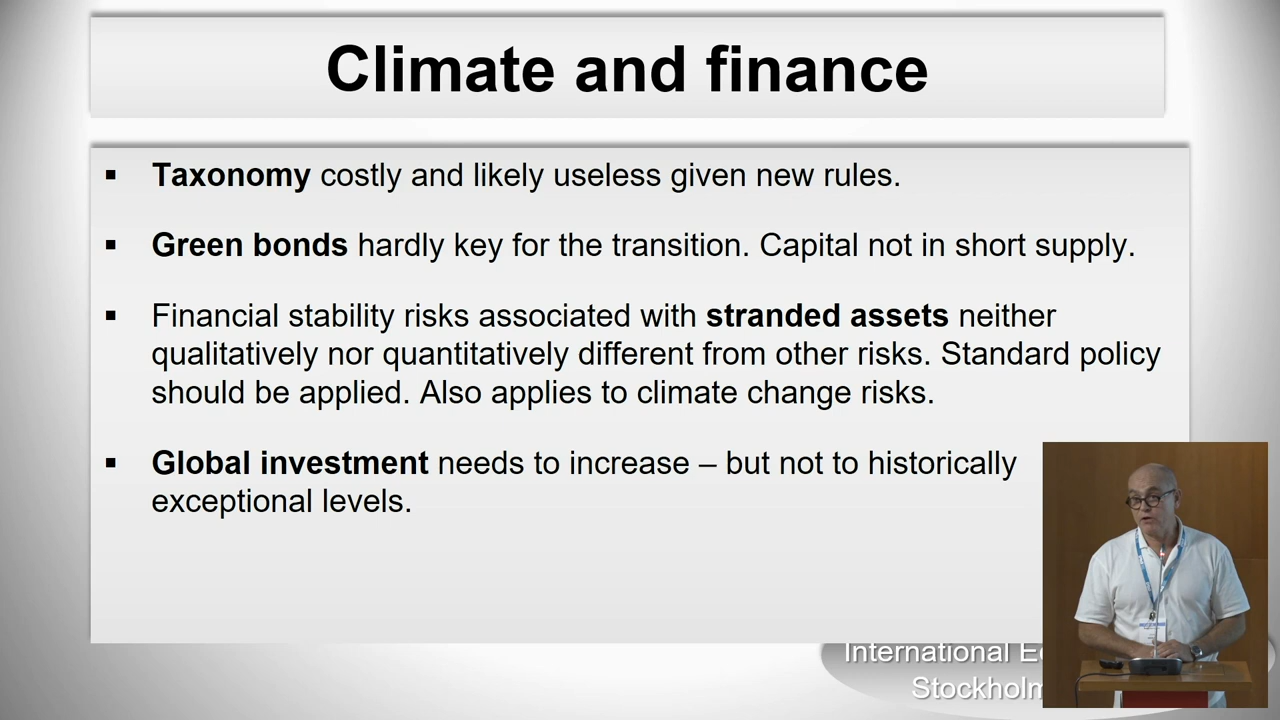 Climate and finance
▪ Taxonomy costly and likely useless given new rules.
▪ Green bonds hardly key for the transition. Capital not in short supply.
▪ Financial stability risks associated with stranded assets neither
qualitatively nor quantitatively different from other risks. Standard policy
should be applied. Also applies to climate change risks.
▪ Global investment needs to increase – but not to historically
exceptional levels.
International
Stockholm